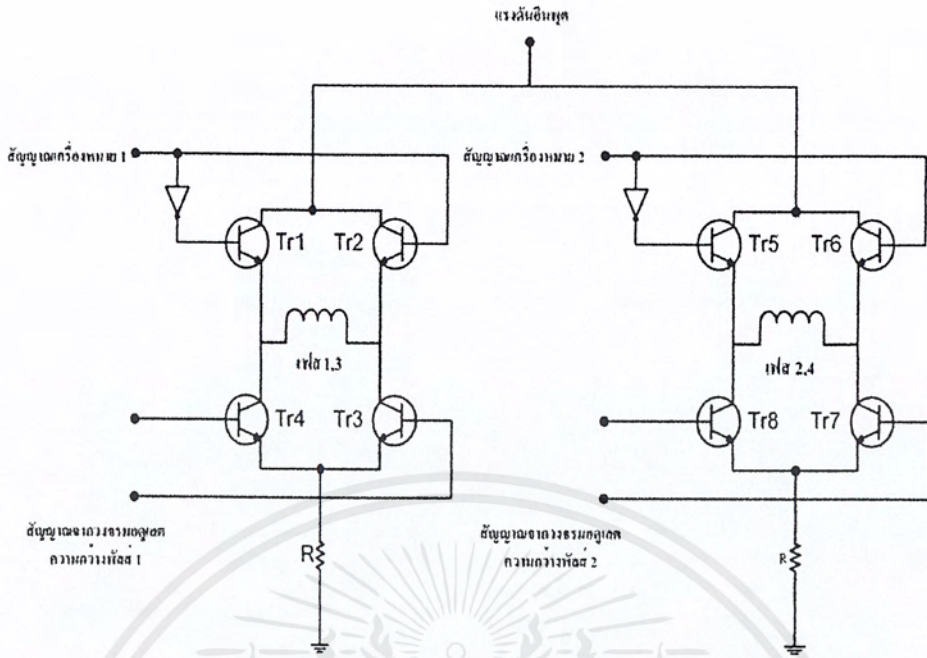 แรงดันอินพุต
สัญญาณเครื่องหมาย 1
สัญญาณเครื่องหมาย 2
Tr1
Tr2
Tr5
Tr6
เฟส 1,3
เฟส 2,4
Tr4
Tr3
Tr8
Tr7
สัญญาณจากวงจรมอดูเลต
ความกว้างพัลส์ 1
สัญญาณจากวงจรมอดูเลต
ความกว้างพัลส์ 2
R
R